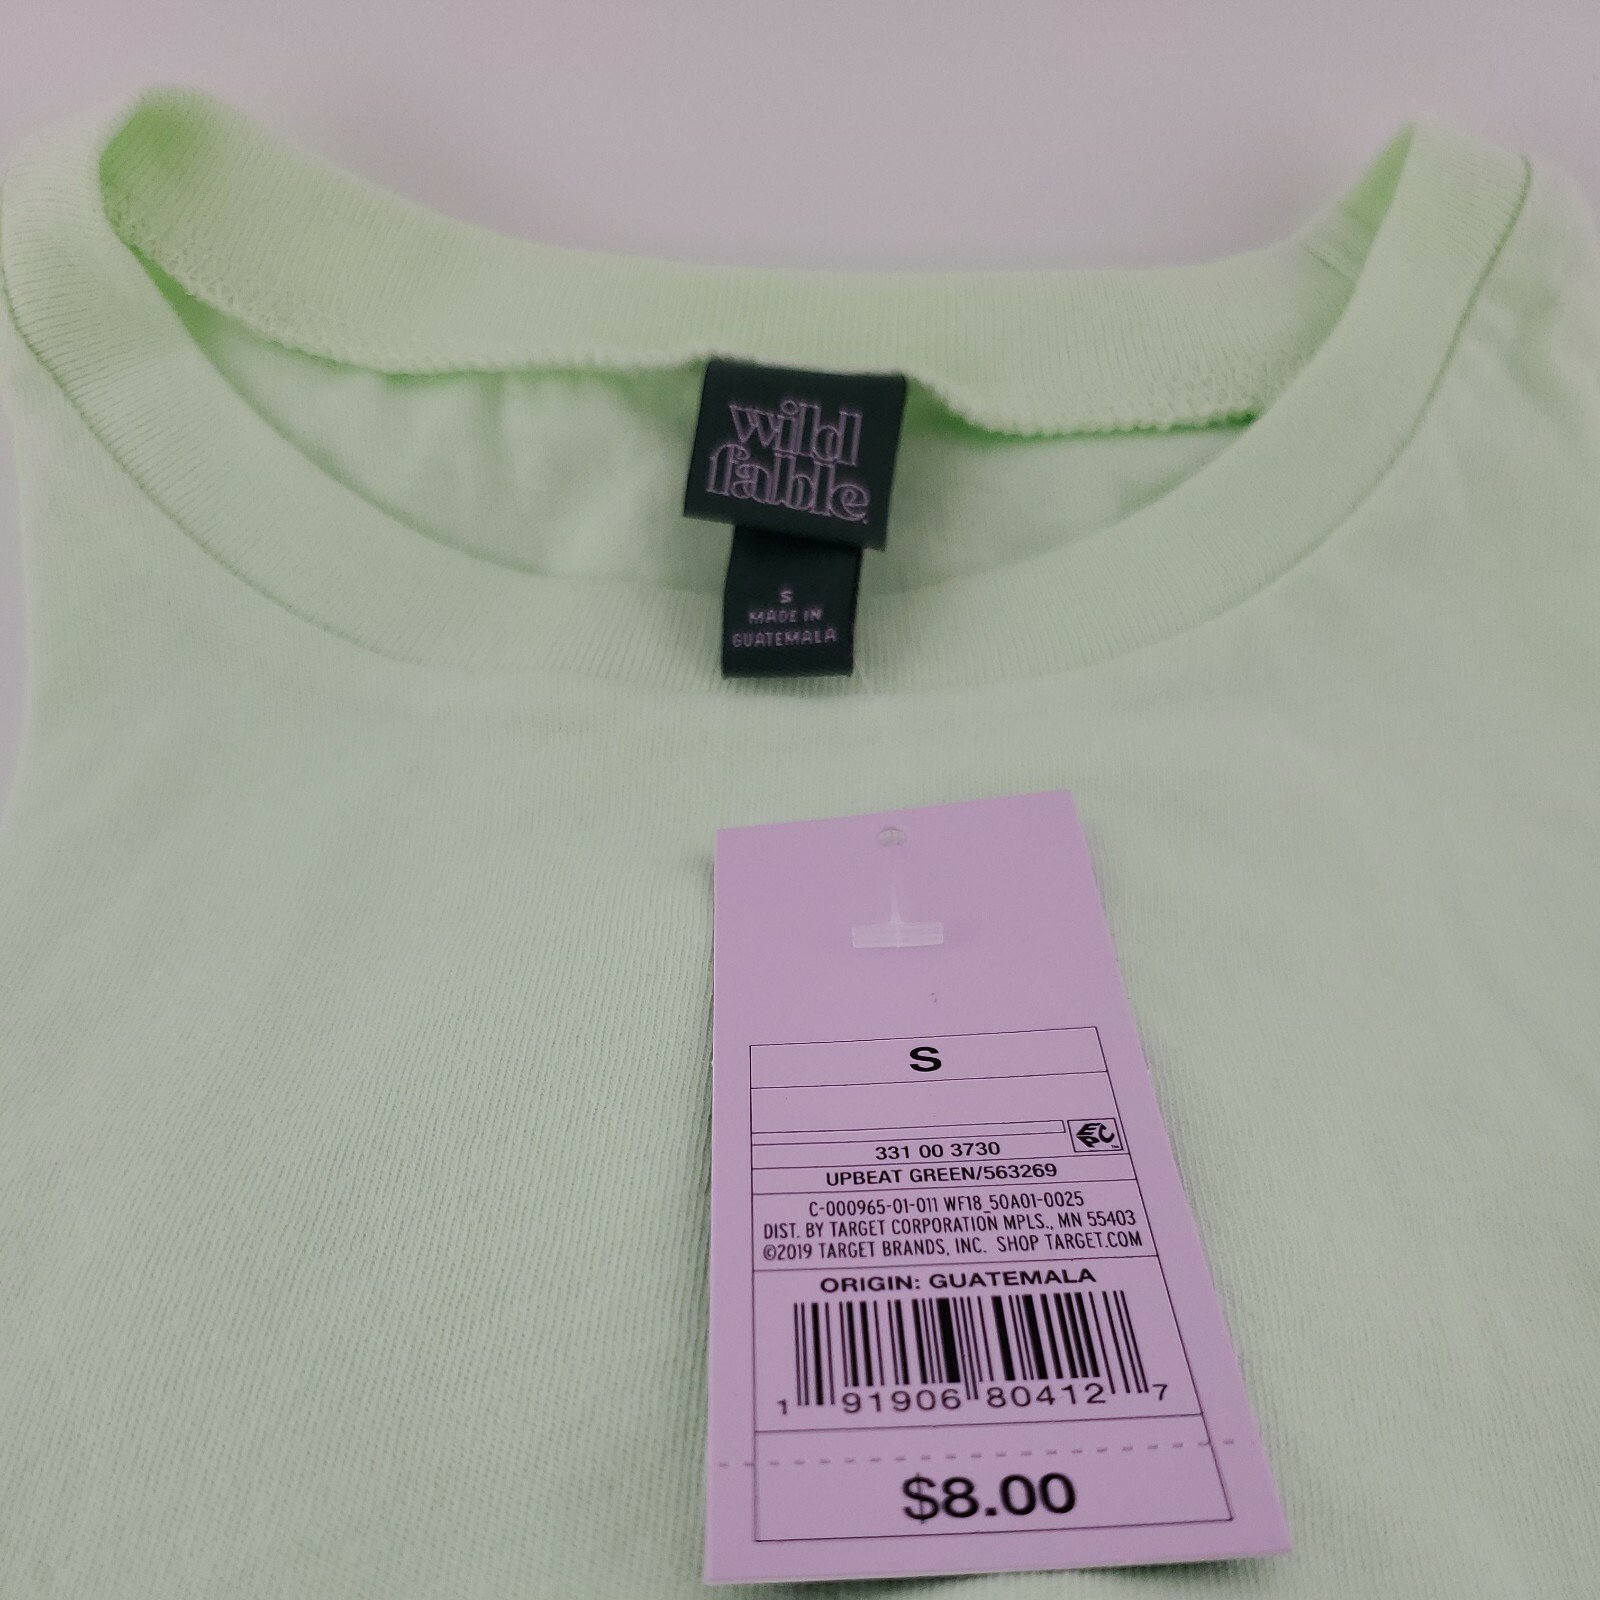 wild
fable
S
MADE IN
GUATEMALA
S
EPC
331 00 3730
UPBEAT GREEN/563269
C-000965-01-011 WF18_50A01-0025
DIST. BY TARGET CORPORATION MPLS., MN 55403
©2019 TARGET BRANDS, INC. SHOP TARGET.COM
ORIGIN: GUATEMALA
1 91906 80412 7
$8.00